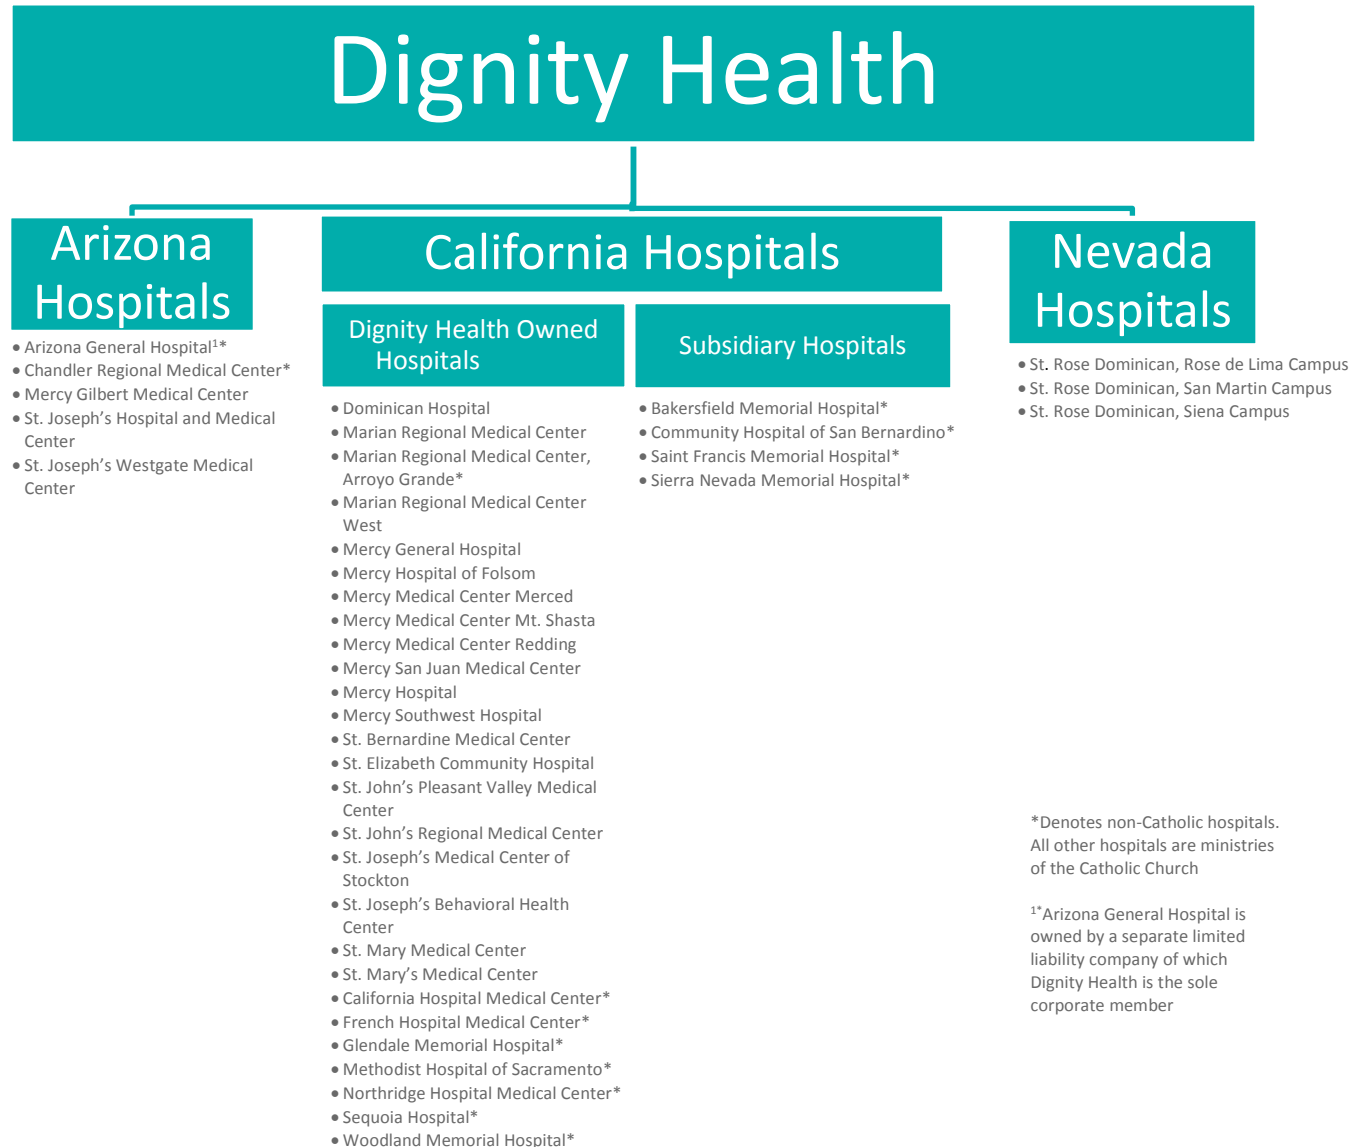 Dignity Health
Arizona
Hospitals
• Arizona General Hospital¹*
• Chandler Regional Medical Center*
• Mercy Gilbert Medical Center
• St. Joseph’s Hospital and Medical
Center
• St. Joseph’s Westgate Medical
Center
California Hospitals
Dignity Health Owned
Hospitals
• Dominican Hospital
• Marian Regional Medical Center
• Marian Regional Medical Center,
Arroyo Grande*
• Marian Regional Medical Center
West
• Mercy General Hospital
• Mercy Hospital of Folsom
• Mercy Medical Center Merced
• Mercy Medical Center Mt. Shasta
• Mercy Medical Center Redding
• Mercy San Juan Medical Center
• Mercy Hospital
• Mercy Southwest Hospital
• St. Bernardine Medical Center
• St. Elizabeth Community Hospital
• St. John’s Pleasant Valley Medical
Center
• St. John’s Regional Medical Center
• St. Joseph’s Medical Center of
Stockton
• St. Joseph’s Behavioral Health
Center
• St. Mary Medical Center
• St. Mary’s Medical Center
• California Hospital Medical Center*
• French Hospital Medical Center*
• Glendale Memorial Hospital*
• Methodist Hospital of Sacramento*
• Northridge Hospital Medical Center*
• Sequoia Hospital*
• Woodland Memorial Hospital*
Subsidiary Hospitals
• Bakersfield Memorial Hospital*
• Community Hospital of San Bernardino*
• Saint Francis Memorial Hospital*
• Sierra Nevada Memorial Hospital*
Nevada
Hospitals
• St. Rose Dominican, Rose de Lima Campus
• St. Rose Dominican, San Martin Campus
• St. Rose Dominican, Siena Campus
*Denotes non-Catholic hospitals.
All other hospitals are ministries
of the Catholic Church
¹*Arizona General Hospital is
owned by a separate limited
liability company of which
Dignity Health is the sole
corporate member